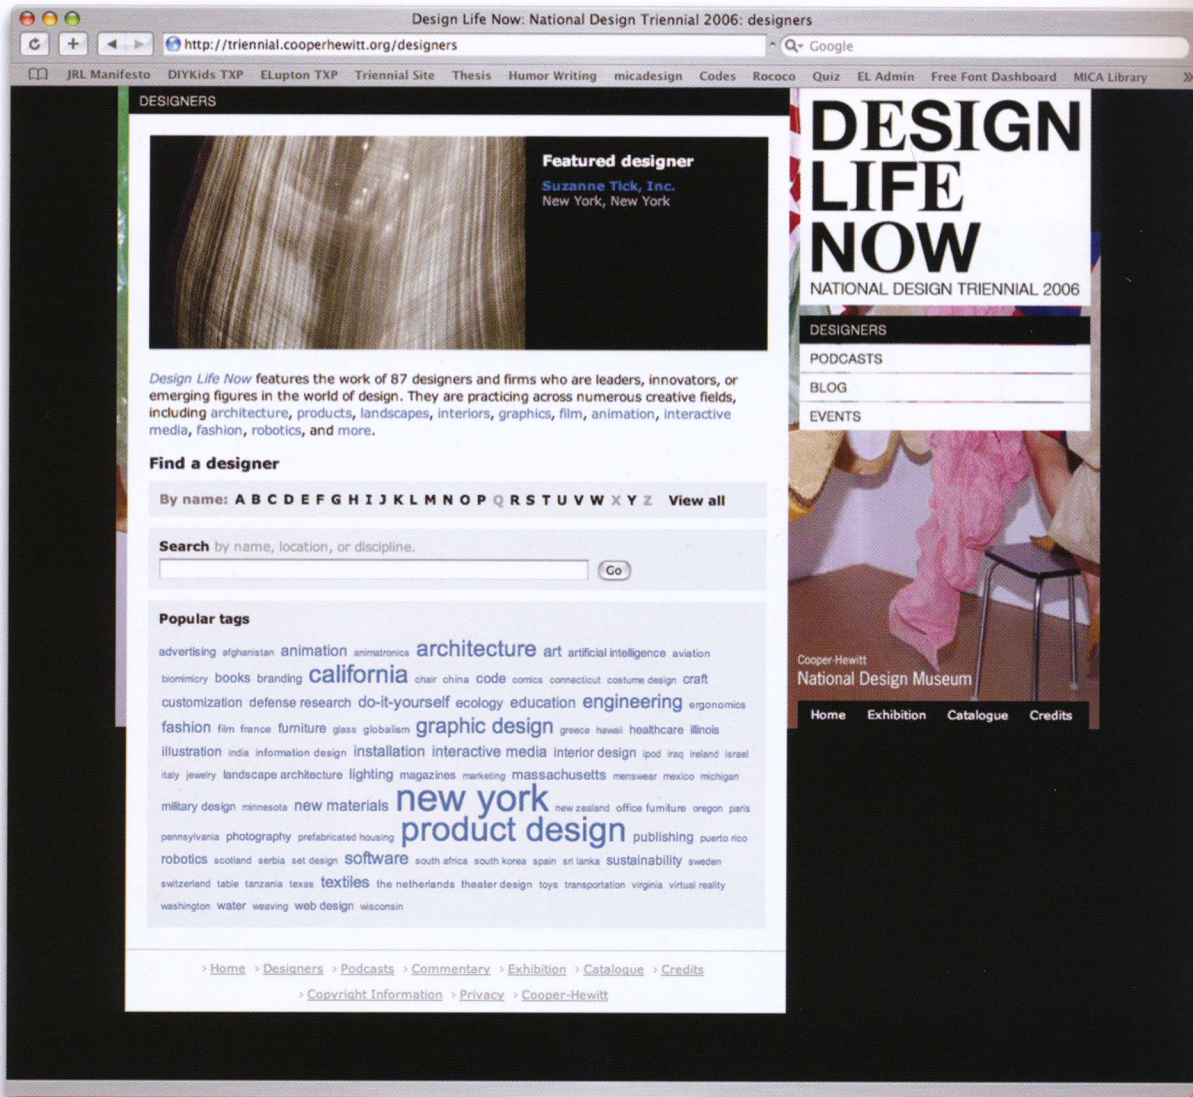 Design Life Now: National Design Triennial 2006: designers
http://triennial.cooperhewitt.org/designers
Google
JRL Manifesto DIYKids TXP ELupton TXP Triennial Site Thesis Humor Writing micadesign Codes Rococo Quiz EL Admin Free Font Dashboard MICA Library »
DESIGNERS
Featured designer
Suzanne Tick, Inc.
New York, New York
Design Life Now features the work of 87 designers and firms who are leaders, innovators, or
emerging figures in the world of design. They are practicing across numerous creative fields,
including architecture, products, landscapes, interiors, graphics, film, animation, interactive
media, fashion, robotics, and more.
Find a designer
By name: A B C D E F G H I J K L M N O P Q R S T U V W X Y Z View all
Search by name, location, or discipline.
Go
Popular tags
advertising afghanistan animation animatronics architecture art artificial intelligence aviation
biomimicry books branding california chair china code comics connecticut costume design craft
customization defense research do-it-yourself ecology education engineering ergonomics
fashion film france furniture glass globalism graphic design greece hawaii healthcare illinois
illustration india information design installation interactive media interior design ipod iraq ireland israel
italy jewelry landscape architecture lighting magazines marketing massachusetts menswear mexico michigan
military design minnesota new materials new york new zealand office furniture oregon paris
pennsylvania photography prefabricated housing product design publishing puerto rico
robotics scotland serbia set design software south africa south korea spain sri lanka sustainability sweden
switzerland table tanzania texas textiles the netherlands theater design toys transportation virginia virtual reality
washington water weaving web design wisconsin
> Home > Designers > Podcasts > Commentary > Exhibition > Catalogue > Credits
> Copyright Information > Privacy > Cooper-Hewitt
DESIGN
LIFE
NOW
NATIONAL DESIGN TRIENNIAL 2006
DESIGNERS
PODCASTS
BLOG
EVENTS
Cooper-Hewitt
National Design Museum
Home Exhibition Catalogue Credits